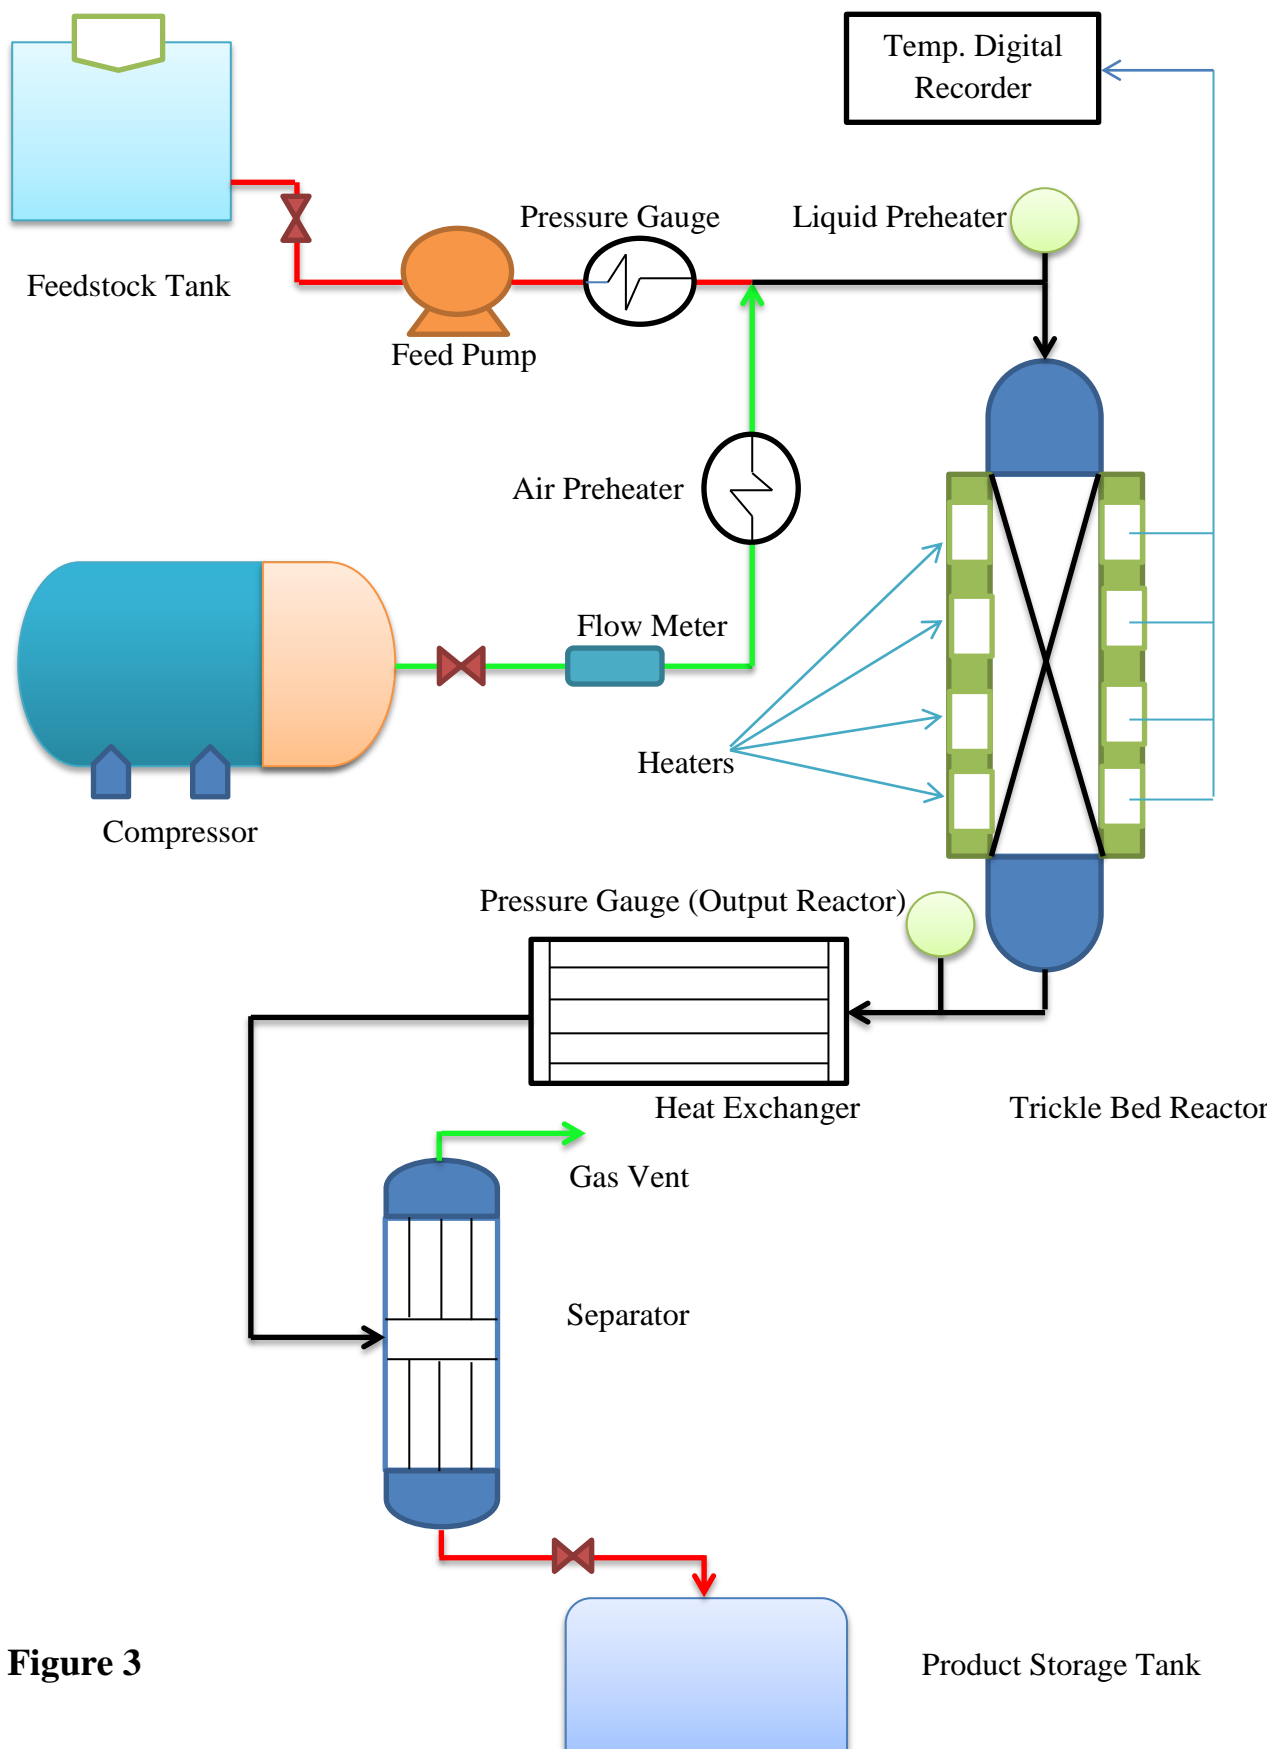 Temp. Digital
Recorder
Pressure Gauge
Liquid Preheater
Feedstock Tank
Feed Pump
Air Preheater
Flow Meter
Heaters
Compressor
Pressure Gauge (Output Reactor)
Heat Exchanger
Trickle Bed Reactor
Gas Vent
Separator
Figure 3
Product Storage Tank